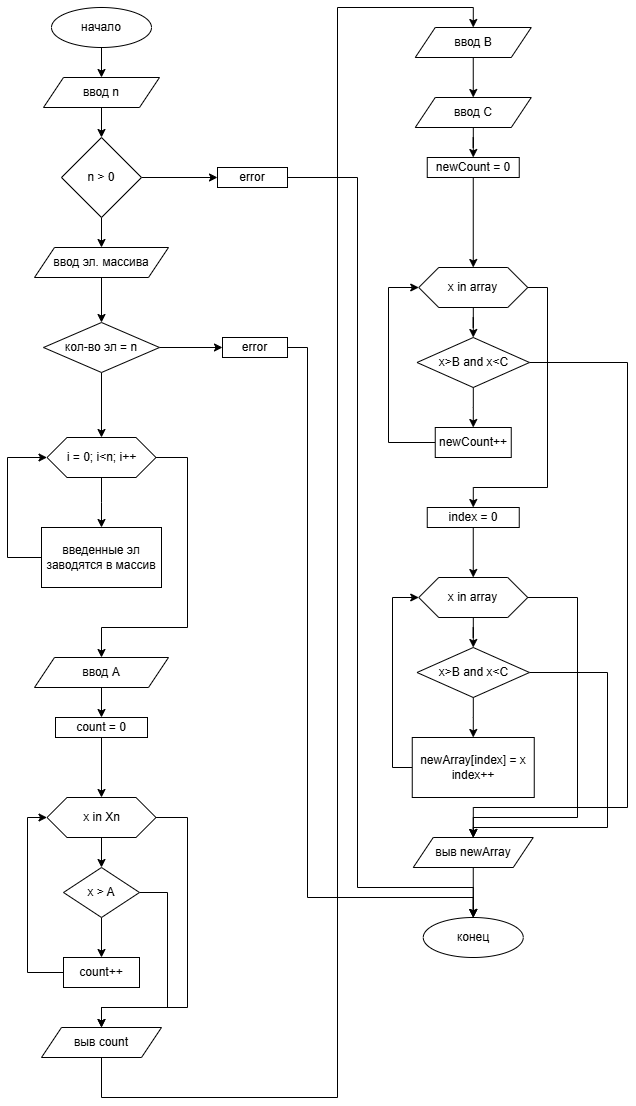 начало
ввод n
n > 0
error
ввод эл. массива
кол-во эл = n
error
i = 0; i<n; i++
введенные эл
заводятся в массив
ввод A
count = 0
x in Xn
x > A
count++
выв count
ввод B
ввод C
newCount = 0
x in array
x>B and x<C
newCount++
index = 0
x in array
x>B and x<C
newArray[index] = x
index++
выв newArray
конец